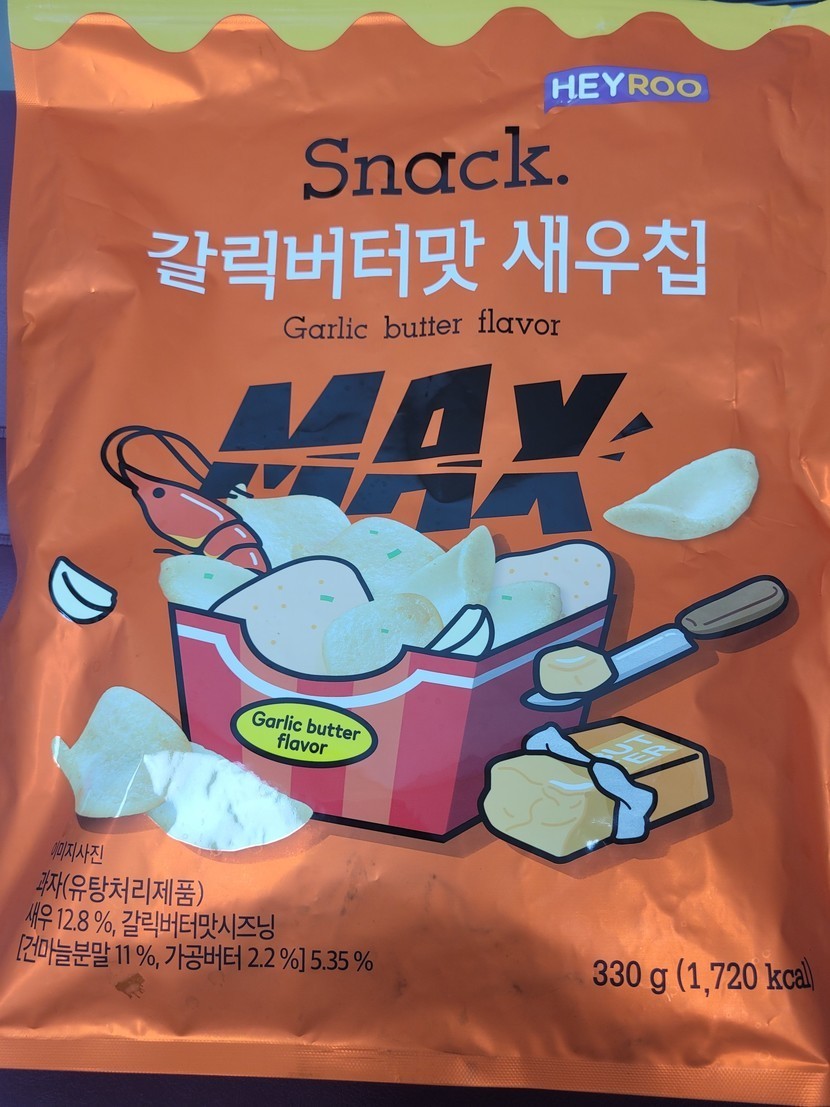 HEYROO
Snack.
갈릭버터맛 새우칩
Garlic butter flavor
MAX
Garlic butter
flavor
BUT
TER
이미지사진
과자(유탕처리제품)
새우 12.8 %, 갈릭버터맛시즈닝
[건마늘분말 11 %, 가공버터 2.2 %] 5.35 %
330 g (1,720 kcal)